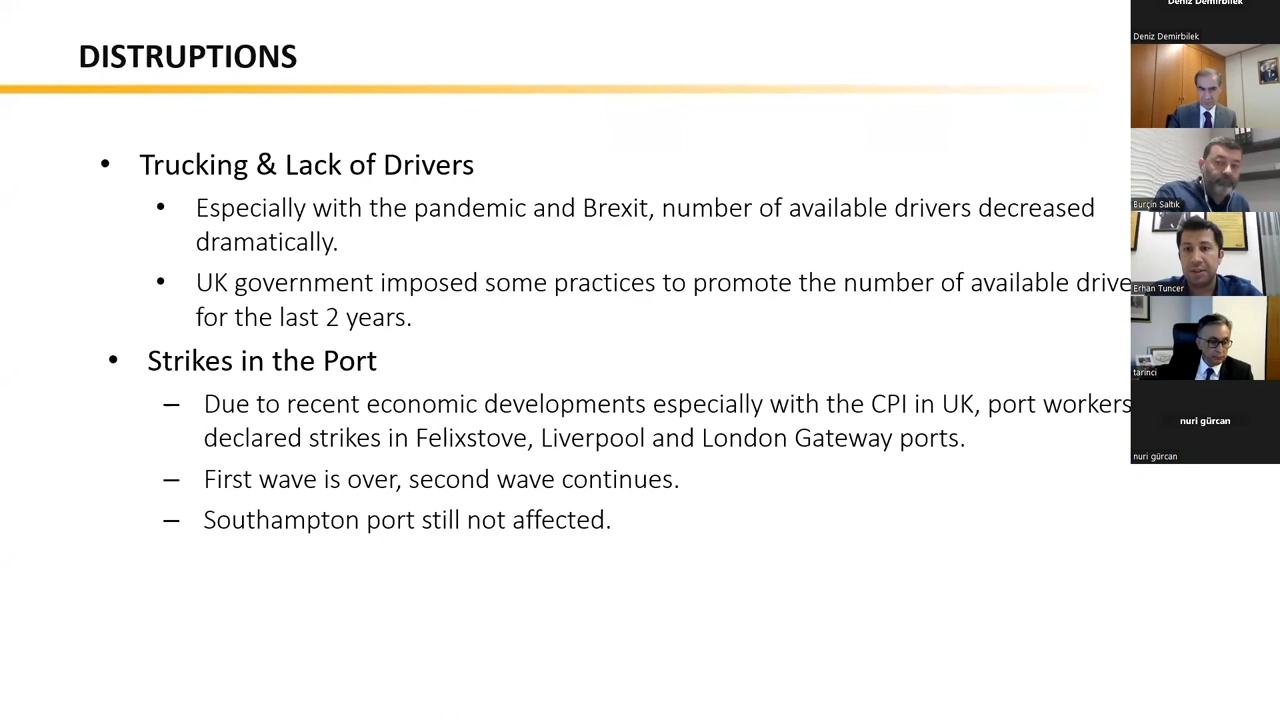 DISTRUPTIONS
• Trucking & Lack of Drivers
• Especially with the pandemic and Brexit, number of available drivers decreased
dramatically.
• UK government imposed some practices to promote the number of available drive
for the last 2 years.
• Strikes in the Port
– Due to recent economic developments especially with the CPI in UK, port workers
declared strikes in Felixstove, Liverpool and London Gateway ports.
– First wave is over, second wave continues.
– Southampton port still not affected.
Deniz Demirbilek
Deniz Demirbilek
Burçin Saltık
Erhan Tuncer
tarinci
nuri gürcan
nuri gürcan